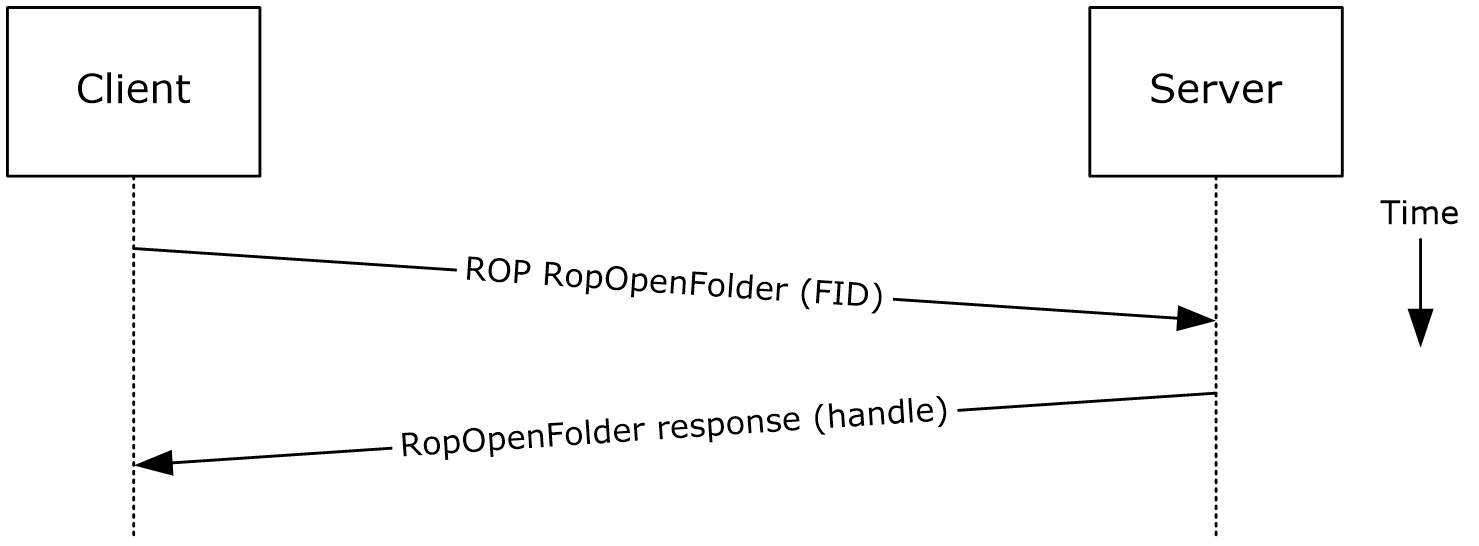 Client
Server
Time
ROP RopOpenFolder (FID)
RopOpenFolder response (handle)